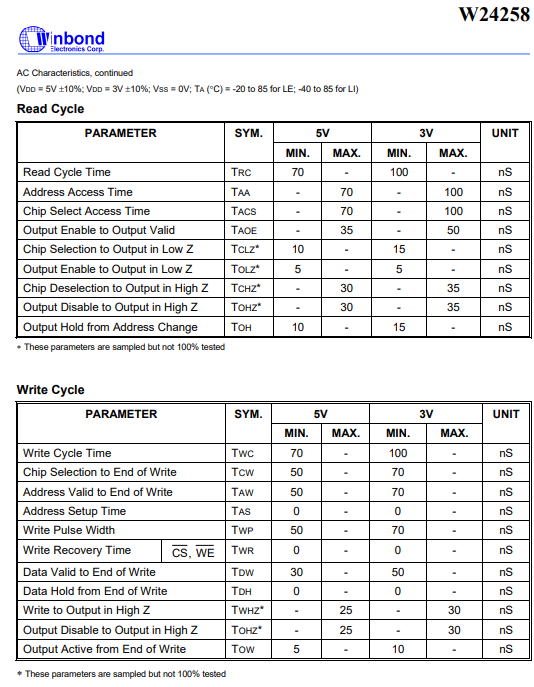 W24258
Winbond
Electronics Corp.
AC Characteristics, continued
(VDD = 5V ±10%; VDD = 3V ±10%; VSS = 0V; TA (°C) = -20 to 85 for LE; -40 to 85 for LI)
Read Cycle
PARAMETER SYM. 5V 3V UNIT
MIN. MAX. MIN. MAX.
Read Cycle Time TRC 70 - 100 - nS
Address Access Time TAA - 70 - 100 nS
Chip Select Access Time TACS - 70 - 100 nS
Output Enable to Output Valid TAOE - 35 - 50 nS
Chip Selection to Output in Low Z TCLZ* 10 - 15 - nS
Output Enable to Output in Low Z TOLZ* 5 - 5 - nS
Chip Deselection to Output in High Z TCHZ* - 30 - 35 nS
Output Disable to Output in High Z TOHZ* - 30 - 35 nS
Output Hold from Address Change TOH 10 - 15 - nS
* These parameters are sampled but not 100% tested
Write Cycle
PARAMETER SYM. 5V 3V UNIT
MIN. MAX. MIN. MAX.
Write Cycle Time TWC 70 - 100 - nS
Chip Selection to End of Write TCW 50 - 70 - nS
Address Valid to End of Write TAW 50 - 70 - nS
Address Setup Time TAS 0 - 0 - nS
Write Pulse Width TWP 50 - 70 - nS
Write Recovery Time C̅S̅, W̅E̅ TWR 0 - 0 - nS
Data Valid to End of Write TDW 30 - 50 - nS
Data Hold from End of Write TDH 0 - 0 - nS
Write to Output in High Z TWHZ* - 25 - 30 nS
Output Disable to Output in High Z TOHZ* - 25 - 30 nS
Output Active from End of Write TOW 5 - 10 - nS
* These parameters are sampled but not 100% tested